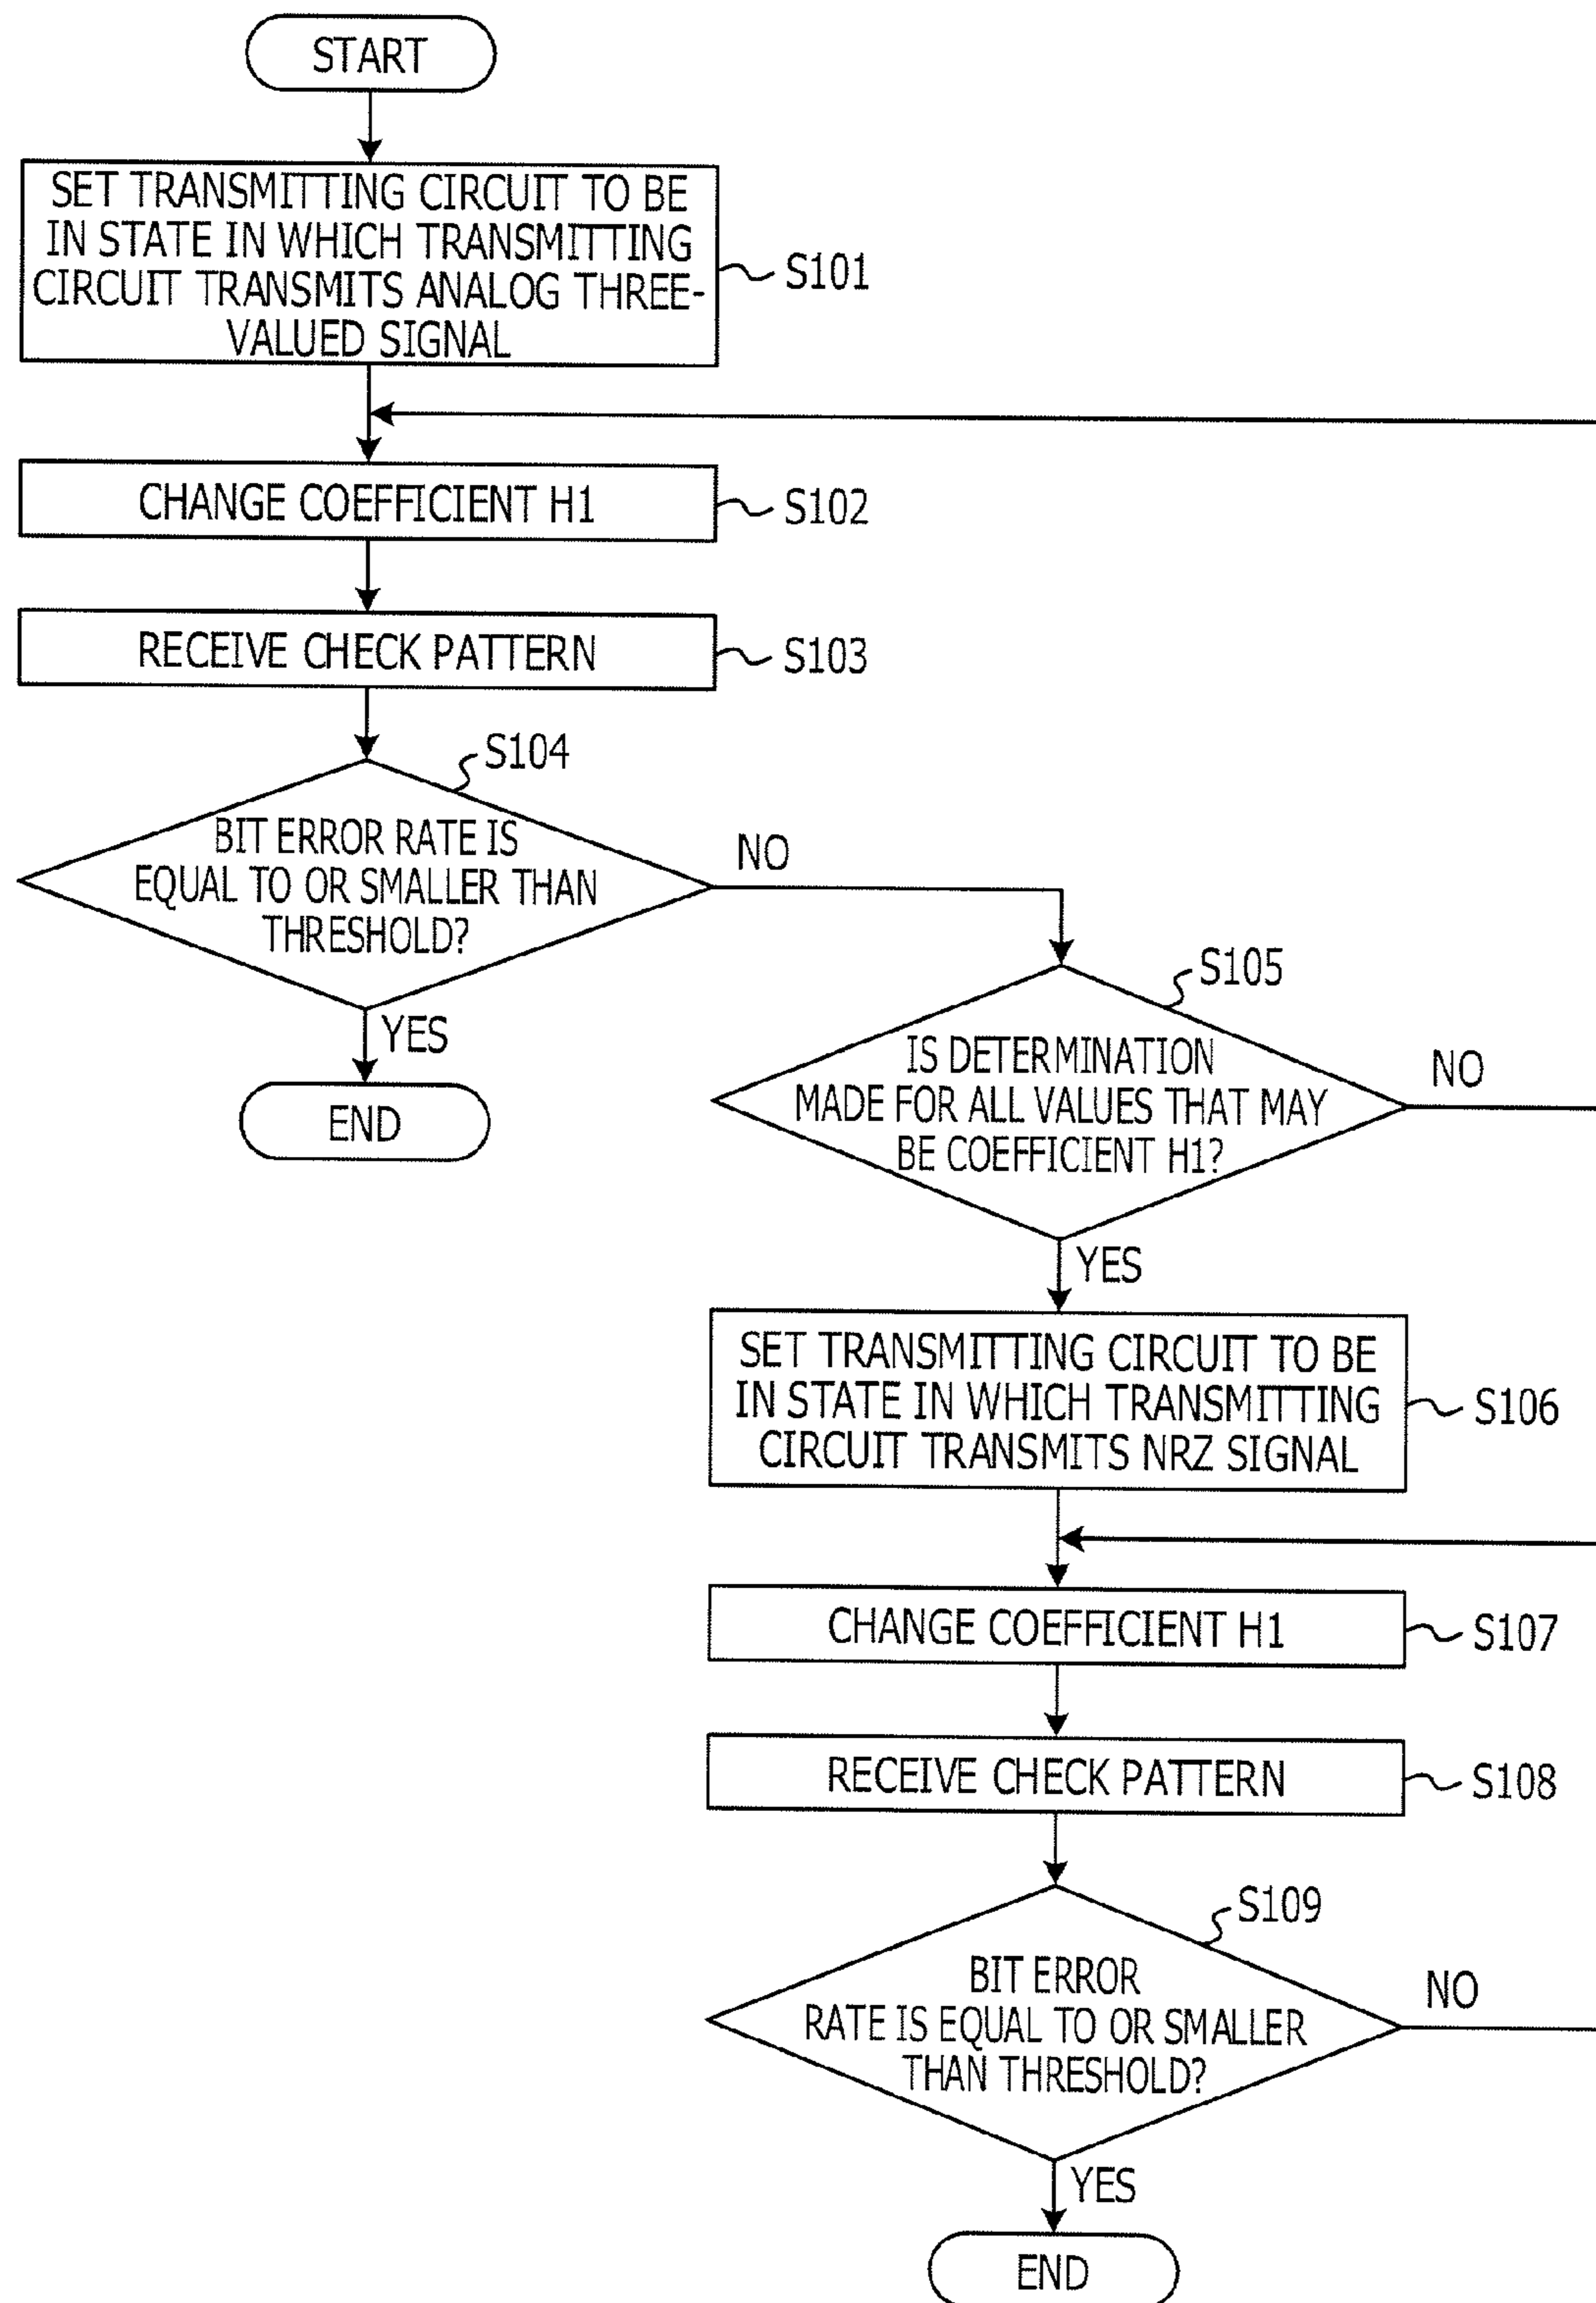 START
SET TRANSMITTING CIRCUIT TO BE
IN STATE IN WHICH TRANSMITTING
CIRCUIT TRANSMITS ANALOG THREE-
VALUED SIGNAL
S101
CHANGE COEFFICIENT H1
S102
RECEIVE CHECK PATTERN
S103
S104
BIT ERROR RATE IS
EQUAL TO OR SMALLER THAN
THRESHOLD?
NO
YES
END
S105
IS DETERMINATION
MADE FOR ALL VALUES THAT MAY
BE COEFFICIENT H1?
NO
YES
SET TRANSMITTING CIRCUIT TO BE
IN STATE IN WHICH TRANSMITTING
CIRCUIT TRANSMITS NRZ SIGNAL
S106
CHANGE COEFFICIENT H1
S107
RECEIVE CHECK PATTERN
S108
S109
BIT ERROR
RATE IS EQUAL TO OR SMALLER
THAN THRESHOLD?
NO
YES
END